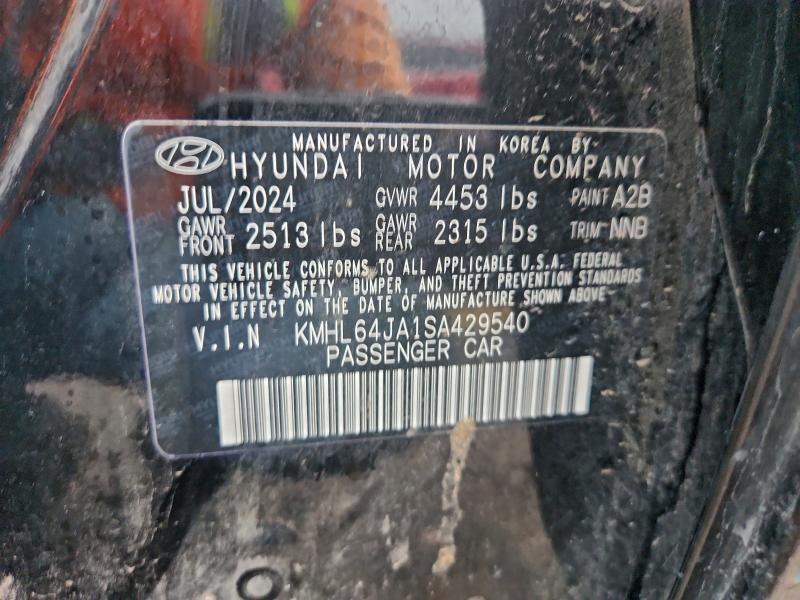 MANUFACTURED IN KOREA BY
HYUNDAI MOTOR COMPANY
JUL/2024 GVWR 4453 lbs PAINT A2B
GAWR FRONT 2513 lbs GAWR REAR 2315 lbs TRIM NNB
THIS VEHICLE CONFORMS TO ALL APPLICABLE U.S.A. FEDERAL
MOTOR VEHICLE SAFETY, BUMPER, AND THEFT PREVENTION STANDARDS
IN EFFECT ON THE DATE OF MANUFACTURE SHOWN ABOVE
V.I.N KMHL64JA1SA429540
PASSENGER CAR